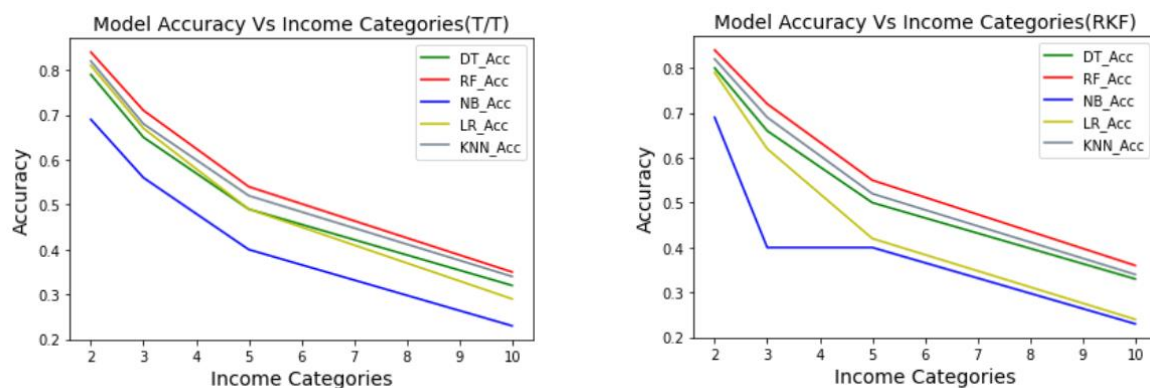 Model Accuracy Vs Income Categories(T/T)
Accuracy
0.8
0.7
0.6
0.5
0.4
0.3
0.2
DT_Acc
RF_Acc
NB_Acc
LR_Acc
KNN_Acc
2 3 4 5 6 7 8 9 10
Income Categories
Model Accuracy Vs Income Categories(RKF)
Accuracy
0.8
0.7
0.6
0.5
0.4
0.3
0.2
DT_Acc
RF_Acc
NB_Acc
LR_Acc
KNN_Acc
2 3 4 5 6 7 8 9 10
Income Categories